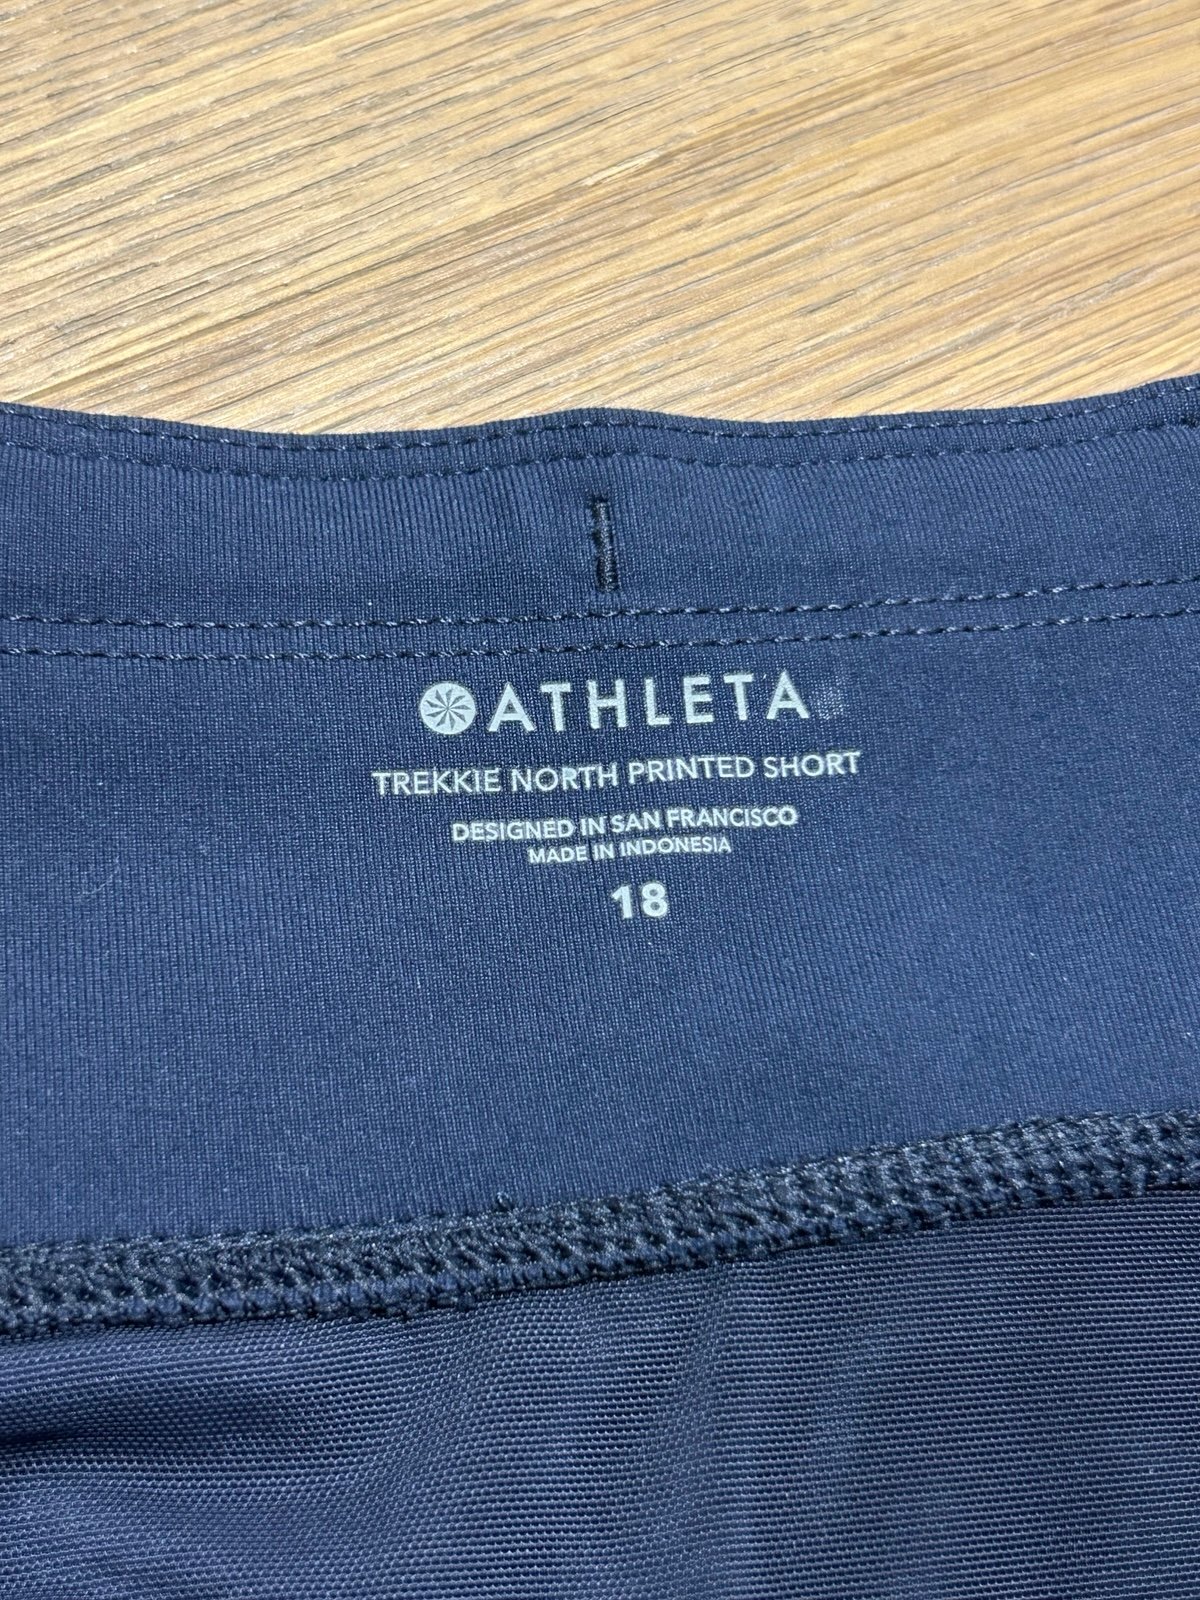 ATHLETA
TREKKIE NORTH PRINTED SHORT
DESIGNED IN SAN FRANCISCO
MADE IN INDONESIA
18